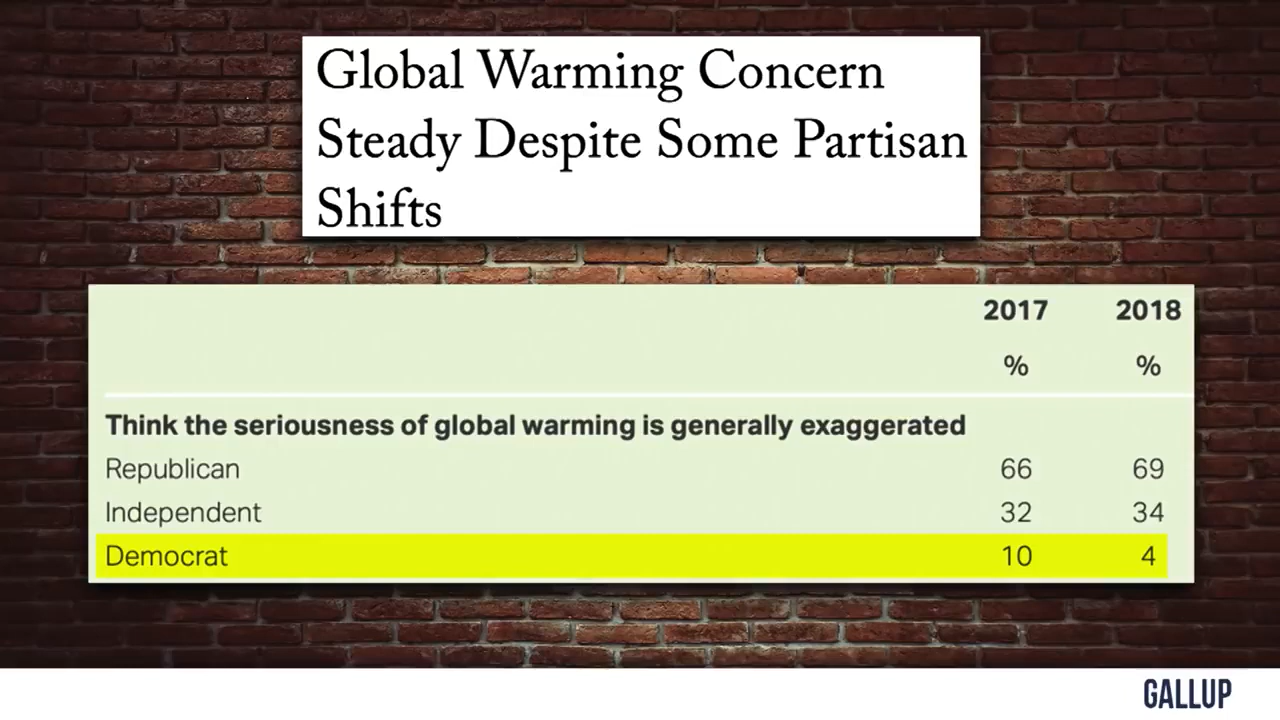 Global Warming Concern
Steady Despite Some Partisan
Shifts
2017 2018
% %
Think the seriousness of global warming is generally exaggerated
Republican 66 69
Independent 32 34
Democrat 10 4
GALLUP